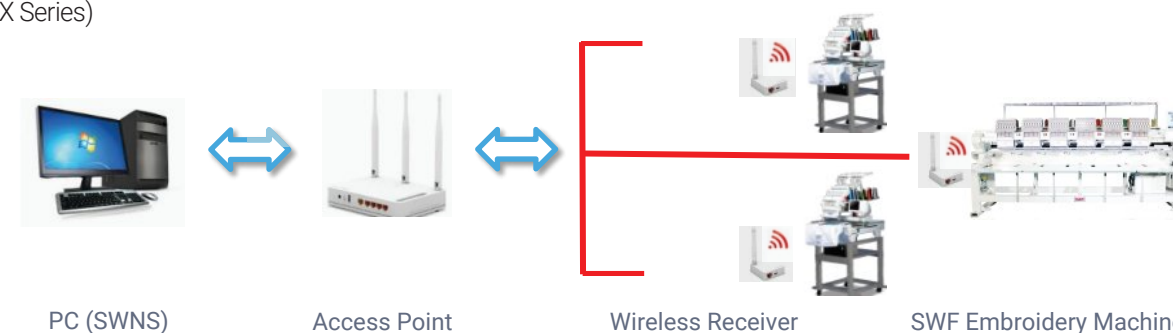 X Series)
PC (SWNS)
Access Point
Wireless Receiver
SWF Embroidery Machin